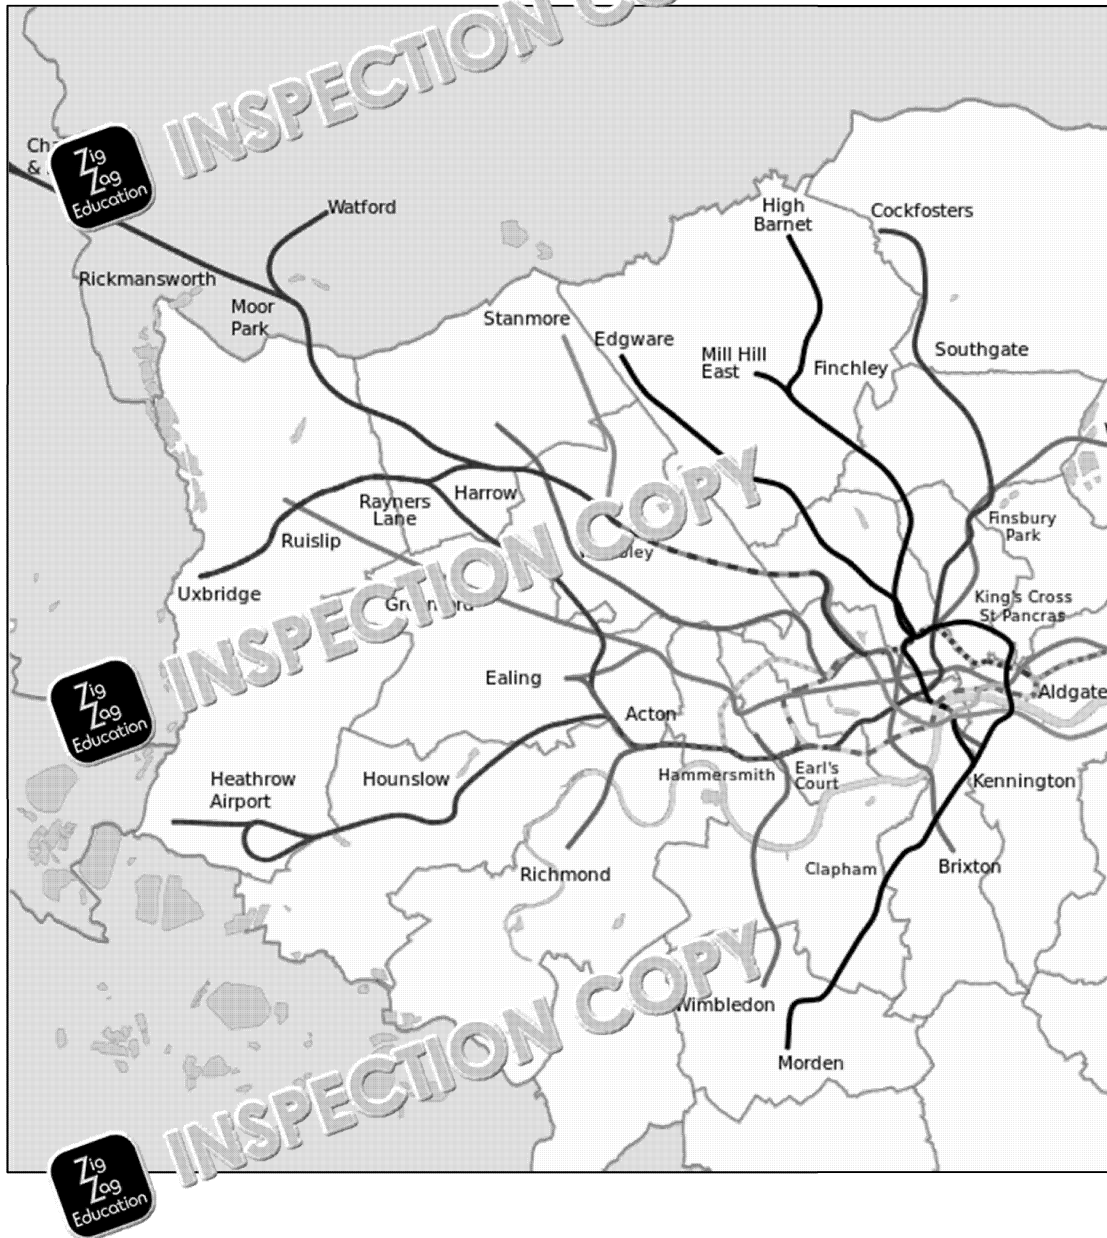 INSPECTION CO
Zig
Zag
Education
Watford
High
Barnet
Cockfosters
Rickmansworth
Moor
Park
Stanmore
Edgware
Mill Hill
East
Finchley
Southgate
Harrow
Rayners
Lane
Ruislip
INSPECTION COPY
Finsbury
Park
Uxbridge
King's Cross
St Pancras
Zig
Zag
Education
Ealing
Aldgate
Acton
Heathrow
Airport
Hounslow
Hammersmith
Earl's
Court
Kennington
Richmond
Clapham
Brixton
INSPECTION COPY
Wimbledon
Morden
Zig
Zag
Education